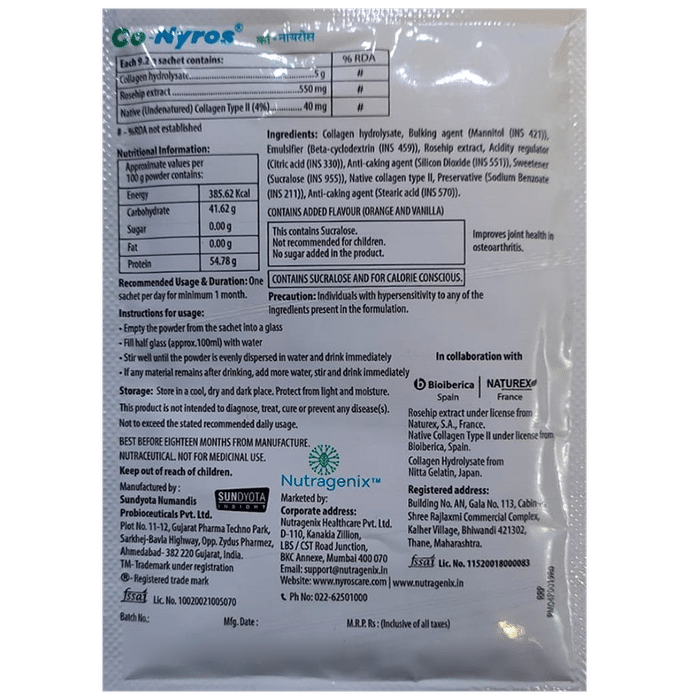 Co-Nyros® को-नायरोस
Each 9.2 g sachet contains: % RDA
Collagen hydrolysate...5 g #
Rosehip extract...550 mg #
Native (Undenatured) Collagen Type II (4%)...40 mg #
# - %RDA not established
Nutritional Information:
Approximate values per
100 g powder contains:
Energy 385.62 Kcal
Carbohydrate 41.62 g
Sugar 0.00 g
Fat 0.00 g
Protein 54.78 g
Ingredients: Collagen hydrolysate, Bulking agent (Mannitol (INS 421)),
Emulsifier (Beta-cyclodextrin (INS 459)), Rosehip extract, Acidity regulator
(Citric acid (INS 330)), Anti-caking agent (Silicon Dioxide (INS 551)), Sweetener
(Sucralose (INS 955)), Native collagen type II, Preservative (Sodium Benzoate
(INS 211)), Anti-caking agent (Stearic acid (INS 570)).
CONTAINS ADDED FLAVOUR (ORANGE AND VANILLA)
This contains Sucralose.
Not recommended for children.
No sugar added in the product.
Improves joint health in
osteoarthritis.
CONTAINS SUCRALOSE AND FOR CALORIE CONSCIOUS.
Precaution: Individuals with hypersensitivity to any of the
ingredients present in the formulation.
Recommended Usage & Duration: One
sachet per day for minimum 1 month.
Instructions for usage:
- Empty the powder from the sachet into a glass
- Fill half glass (approx.100ml) with water
- Stir well until the powder is evenly dispersed in water and drink immediately
- If any material remains after drinking, add more water, stir and drink immediately
Storage: Store in a cool, dry and dark place. Protect from light and moisture.
This product is not intended to diagnose, treat, cure or prevent any disease(s).
Not to exceed the stated recommended daily usage.
BEST BEFORE EIGHTEEN MONTHS FROM MANUFACTURE.
NUTRACEUTICAL. NOT FOR MEDICINAL USE.
Keep out of reach of children.
Manufactured by :
Sundyota Numandis
Probioceuticals Pvt. Ltd.
Plot No. 11-12, Gujarat Pharma Techno Park,
Sarkhej-Bavla Highway, Opp. Zydus Pharmez,
Ahmedabad- 382 220 Gujarat, India.
TM- Trademark under registration
®- Registered trade mark
fssai Lic. No. 10020021005070
SUNDYOTA
Nutragenix™
Marketed by:
Corporate address:
Nutragenix Healthcare Pvt. Ltd.
D-110, Kanakia Zillion,
LBS / CST Road Junction,
BKC Annexe, Mumbai 400 070
Email: support@nutragenix.in
Website: www.nyroscare.com | www.nutragenix.in
Ph No: 022-62501000
In collaboration with
Bioiberica
Spain
NATUREX
France
Rosehip extract under license from
Naturex, S.A., France.
Native Collagen Type II under license from
Bioiberica, Spain.
Collagen Hydrolysate from
Nitta Gelatin, Japan.
Registered address:
Building No. AN, Gala No. 113, Cabin-
Shree Rajlaxmi Commercial Complex,
Kalher Village, Bhiwandi 421302,
Thane, Maharashtra.
fssai Lic. No. 11520018000083
Batch No.: Mfg. Date : M.R.P. Rs : (Inclusive of all taxes)